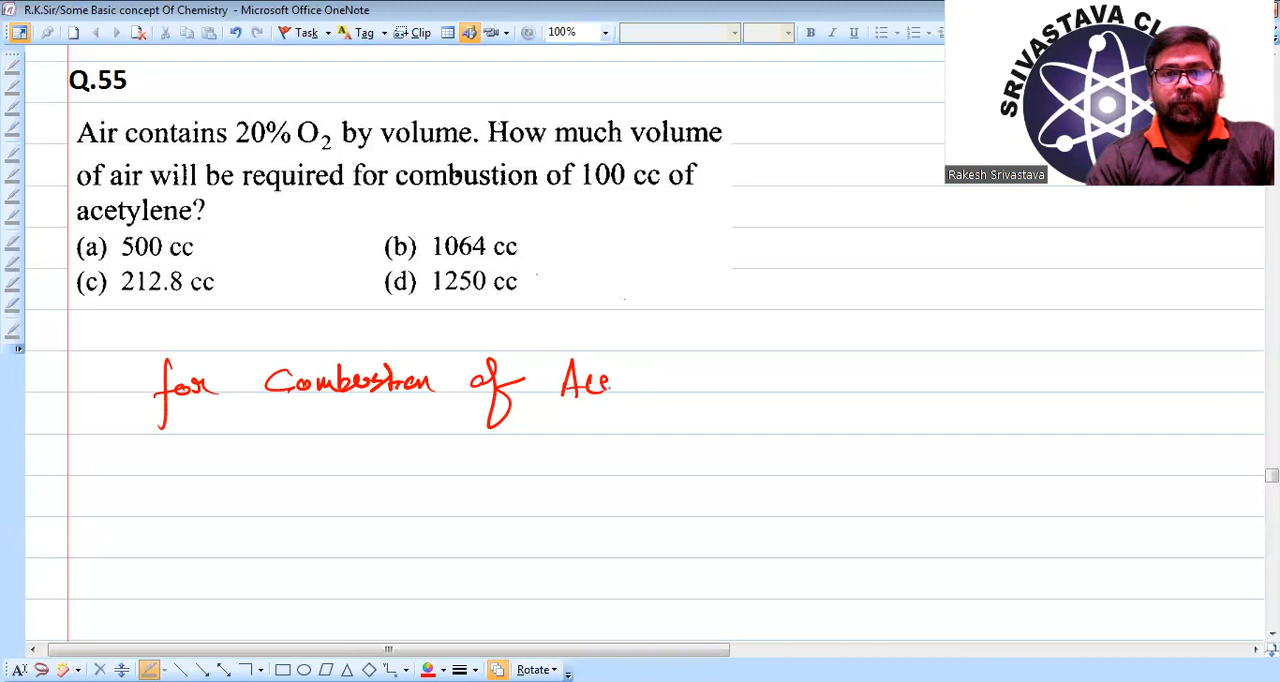 R.K.Sir/Some Basic concept Of Chemistry - Microsoft Office OneNote
Task Tag Clip 100% B I U
SRIVASTAVA CL
Rakesh Srivastava
Q.55
Air contains 20% O₂ by volume. How much volume
of air will be required for combustion of 100 cc of
acetylene?
(a) 500 cc (b) 1064 cc
(c) 212.8 cc (d) 1250 cc
for Combustion of Ace
Rotate